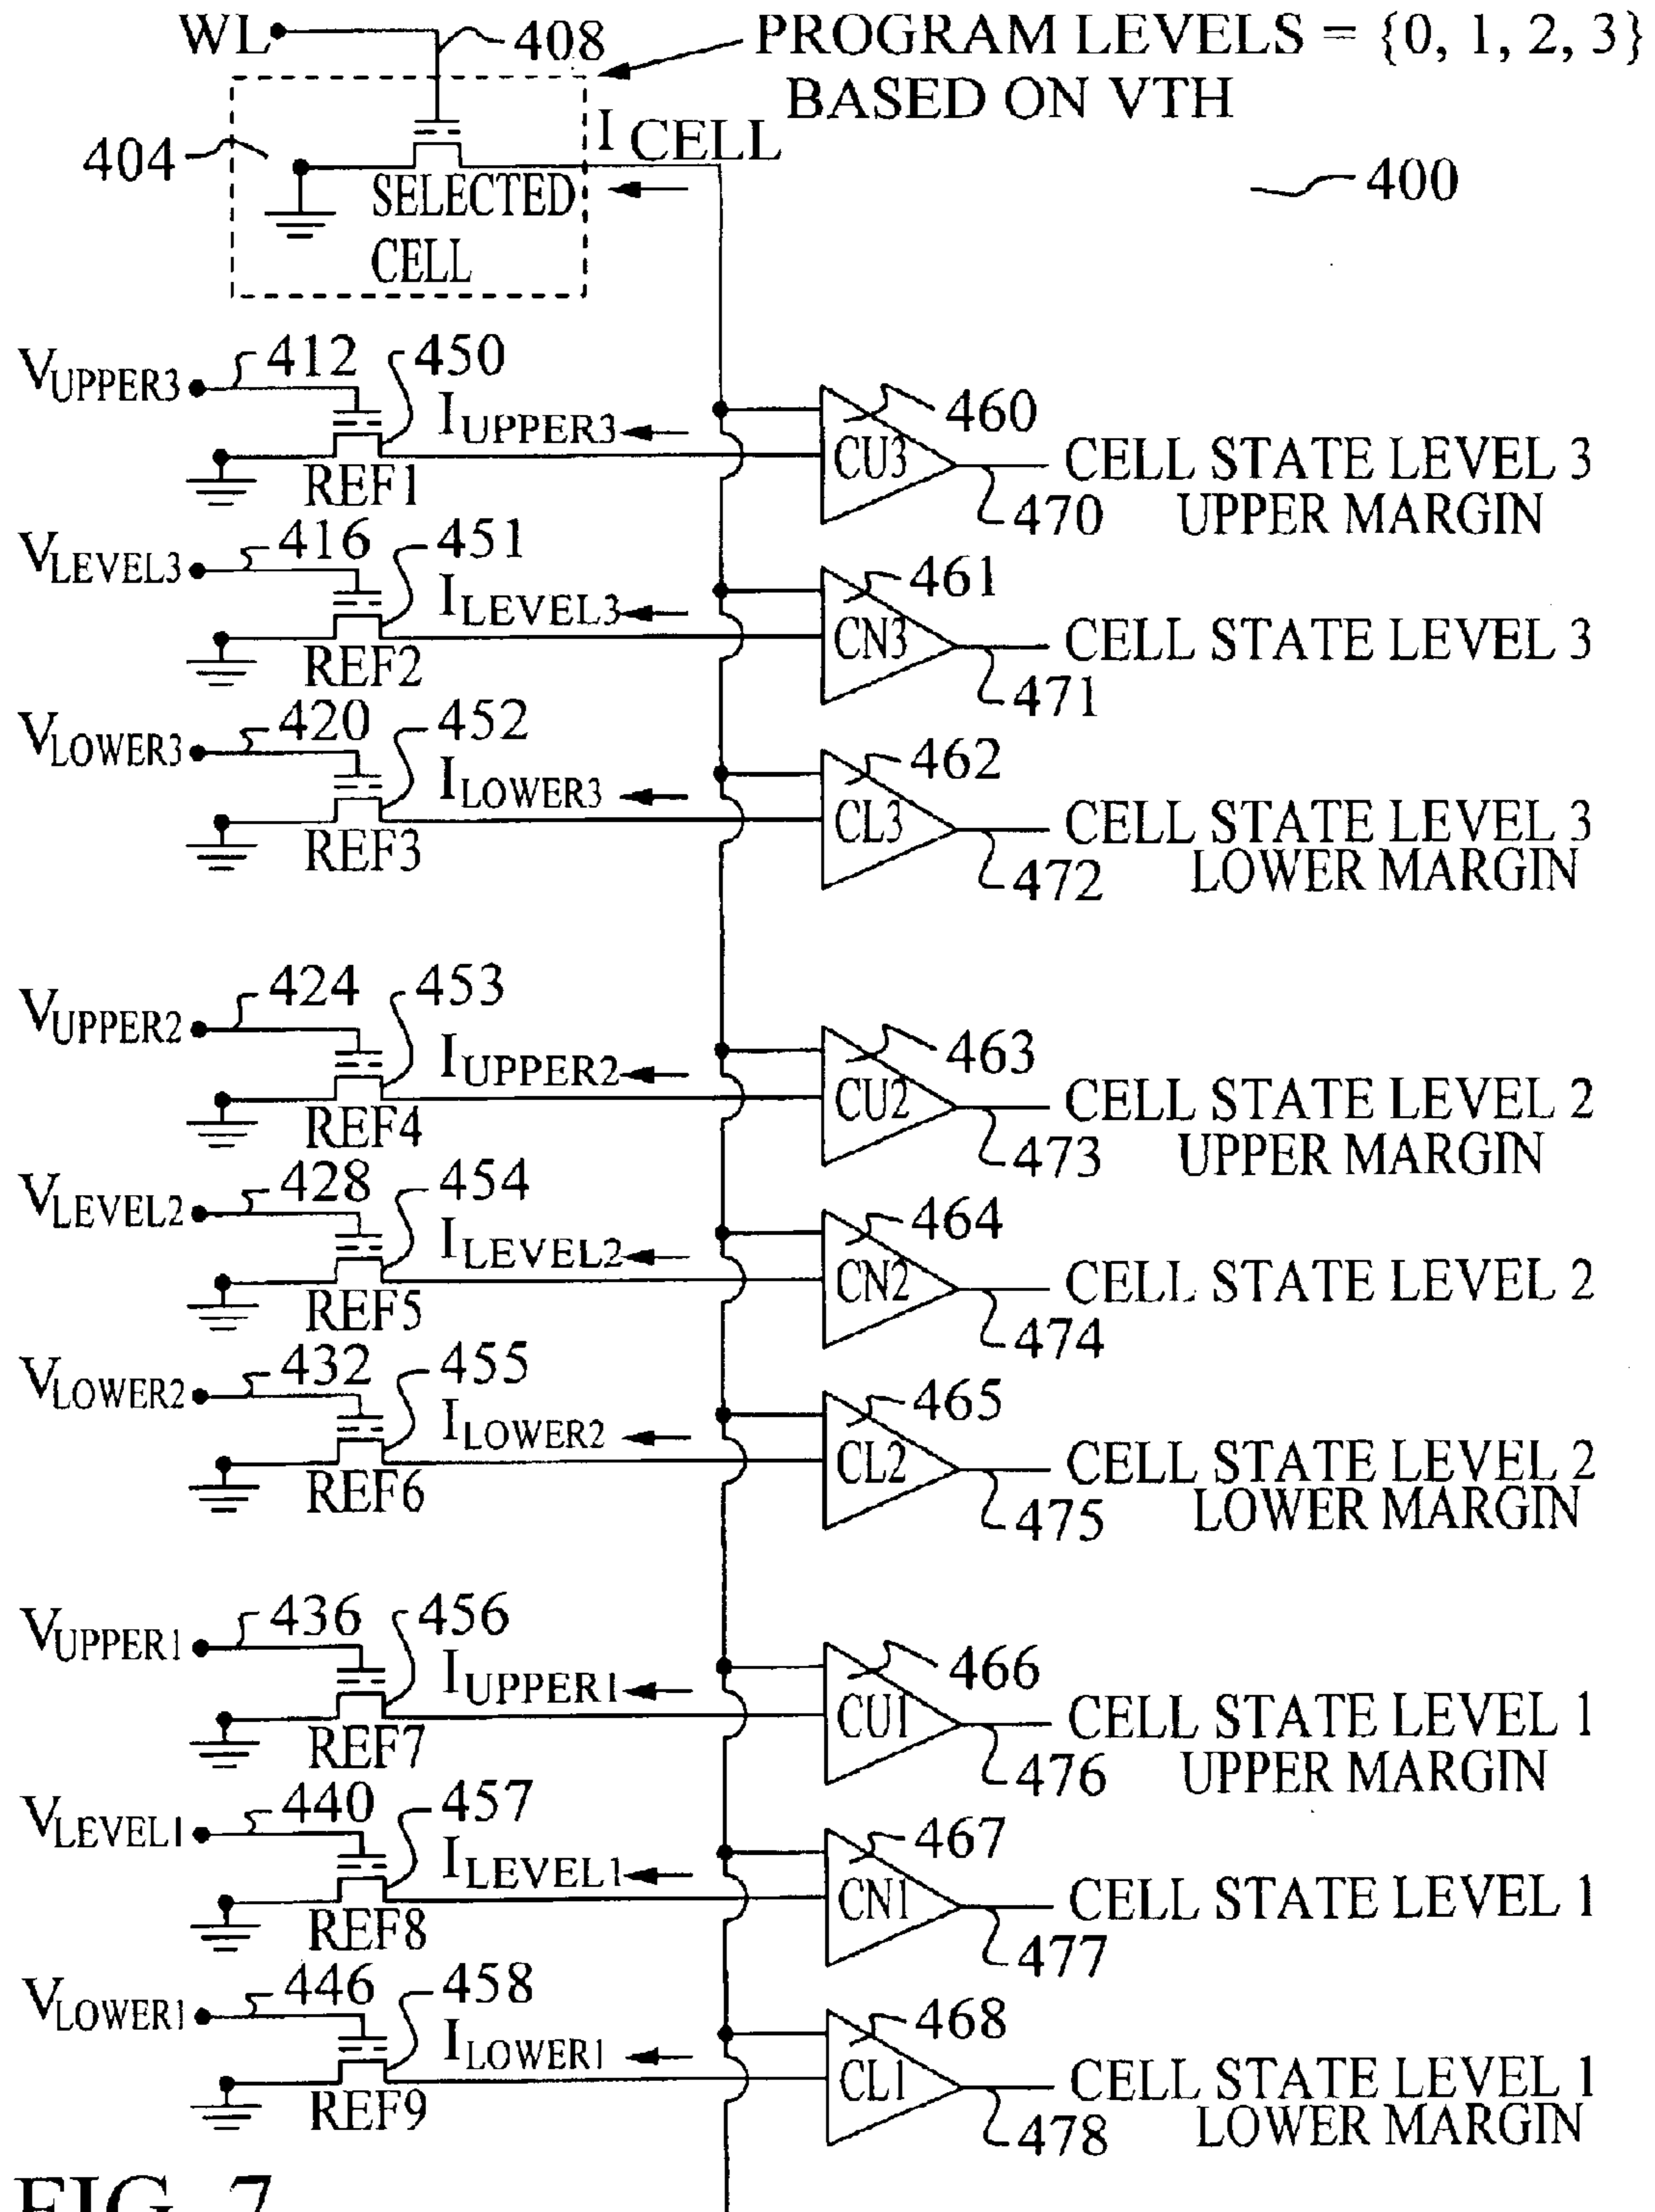 WL 408 PROGRAM LEVELS = {0, 1, 2, 3}
BASED ON VTH
404 I CELL
400
SELECTED
CELL
VUPPER3 412 450 IUPPER3 460
CU3 CELL STATE LEVEL 3
REF1 470 UPPER MARGIN
VLEVEL3 416 451 ILEVEL3 461
CN3 CELL STATE LEVEL 3
REF2 471
VLOWER3 420 452 ILOWER3 462
CL3 CELL STATE LEVEL 3
REF3 472 LOWER MARGIN
VUPPER2 424 453 IUPPER2 463
CU2 CELL STATE LEVEL 2
REF4 473 UPPER MARGIN
VLEVEL2 428 454 ILEVEL2 464
CN2 CELL STATE LEVEL 2
REF5 474
VLOWER2 432 455 ILOWER2 465
CL2 CELL STATE LEVEL 2
REF6 475 LOWER MARGIN
VUPPER1 436 456 IUPPER1 466
CU1 CELL STATE LEVEL 1
REF7 476 UPPER MARGIN
VLEVEL1 440 457 ILEVEL1 467
CN1 CELL STATE LEVEL 1
REF8 477
VLOWER1 446 458 ILOWER1 468
CL1 CELL STATE LEVEL 1
REF9 478 LOWER MARGIN
FIG. 7